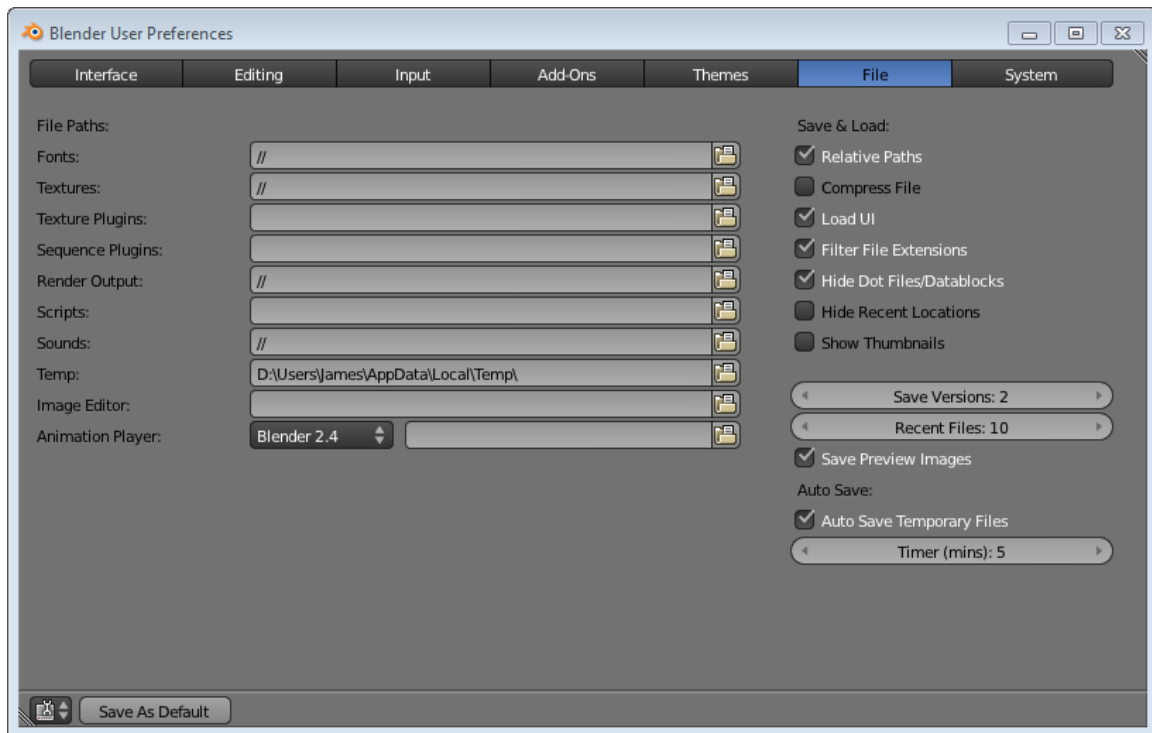 Blender User Preferences
Interface Editing Input Add-Ons Themes File System
File Paths:
Fonts: //
Textures: //
Texture Plugins:
Sequence Plugins:
Render Output: //
Scripts:
Sounds: //
Temp: D:\Users\James\AppData\Local\Temp\
Image Editor:
Animation Player: Blender 2.4
Save & Load:
Relative Paths
Compress File
Load UI
Filter File Extensions
Hide Dot Files/Datablocks
Hide Recent Locations
Show Thumbnails
Save Versions: 2
Recent Files: 10
Save Preview Images
Auto Save:
Auto Save Temporary Files
Timer (mins): 5
Save As Default